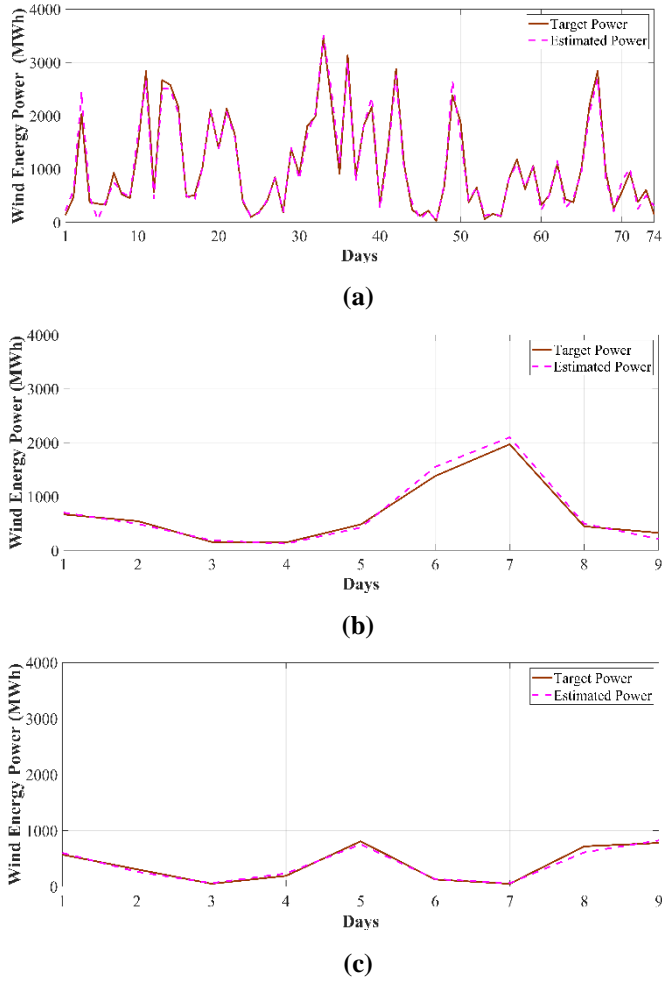 4000
3000
2000
1000
0
Wind Energy Power (MWh)
Target Power
Estimated Power
1 10 20 30 40 50 60 70 74
Days
(a)
4000
3000
2000
1000
0
Wind Energy Power (MWh)
Target Power
Estimated Power
1 2 3 4 5 6 7 8 9
Days
(b)
4000
3000
2000
1000
0
Wind Energy Power (MWh)
Target Power
Estimated Power
1 2 3 4 5 6 7 8 9
Days
(c)